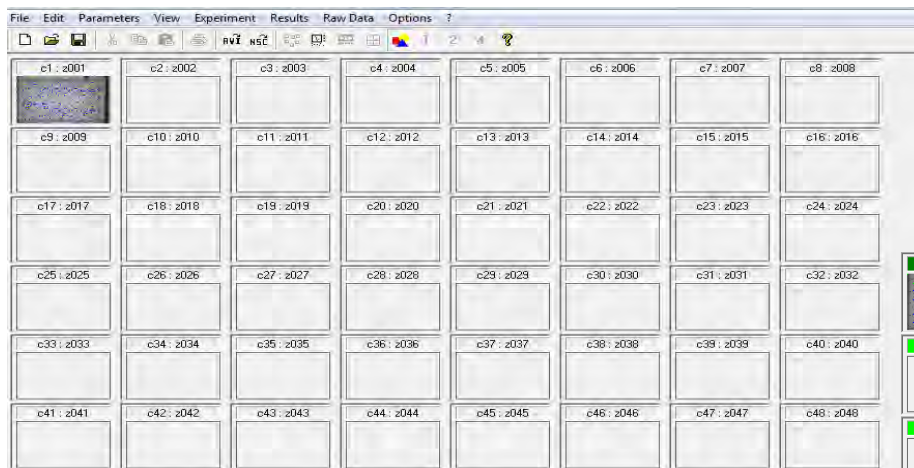 File Edit Parameters View Experiment Results Raw Data Options ?
AVI NSC 1 2 4 ?
c1 : z001 c2 : z002 c3 : z003 c4 : z004 c5 : z005 c6 : z006 c7 : z007 c8 : z008
c9 : z009 c10 : z010 c11 : z011 c12 : z012 c13 : z013 c14 : z014 c15 : z015 c16 : z016
c17 : z017 c18 : z018 c19 : z019 c20 : z020 c21 : z021 c22 : z022 c23 : z023 c24 : z024
c25 : z025 c26 : z026 c27 : z027 c28 : z028 c29 : z029 c30 : z030 c31 : z031 c32 : z032
c33 : z033 c34 : z034 c35 : z035 c36 : z036 c37 : z037 c38 : z038 c39 : z039 c40 : z040
c41 : z041 c42 : z042 c43 : z043 c44 : z044 c45 : z045 c46 : z046 c47 : z047 c48 : z048